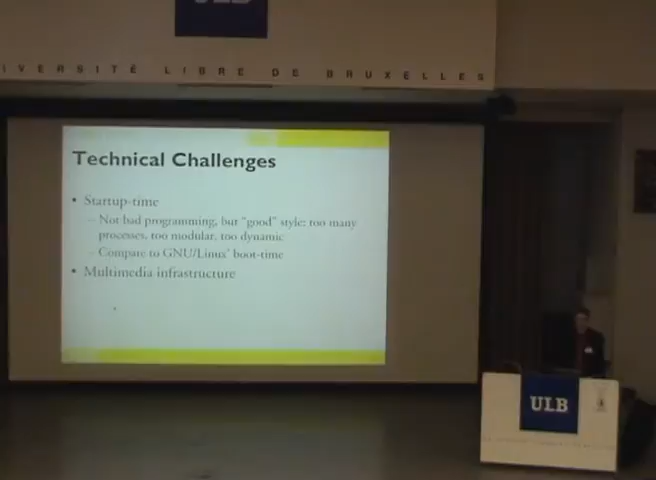 ULB
IVERSITÉ LIBRE DE BRUXELLES
Technical Challenges
• Startup-time
– Not bad programming, but "good" style: too many
processes, too modular, too dynamic
– Compare to GNU/Linux' boot-time
• Multimedia infrastructure
ULB